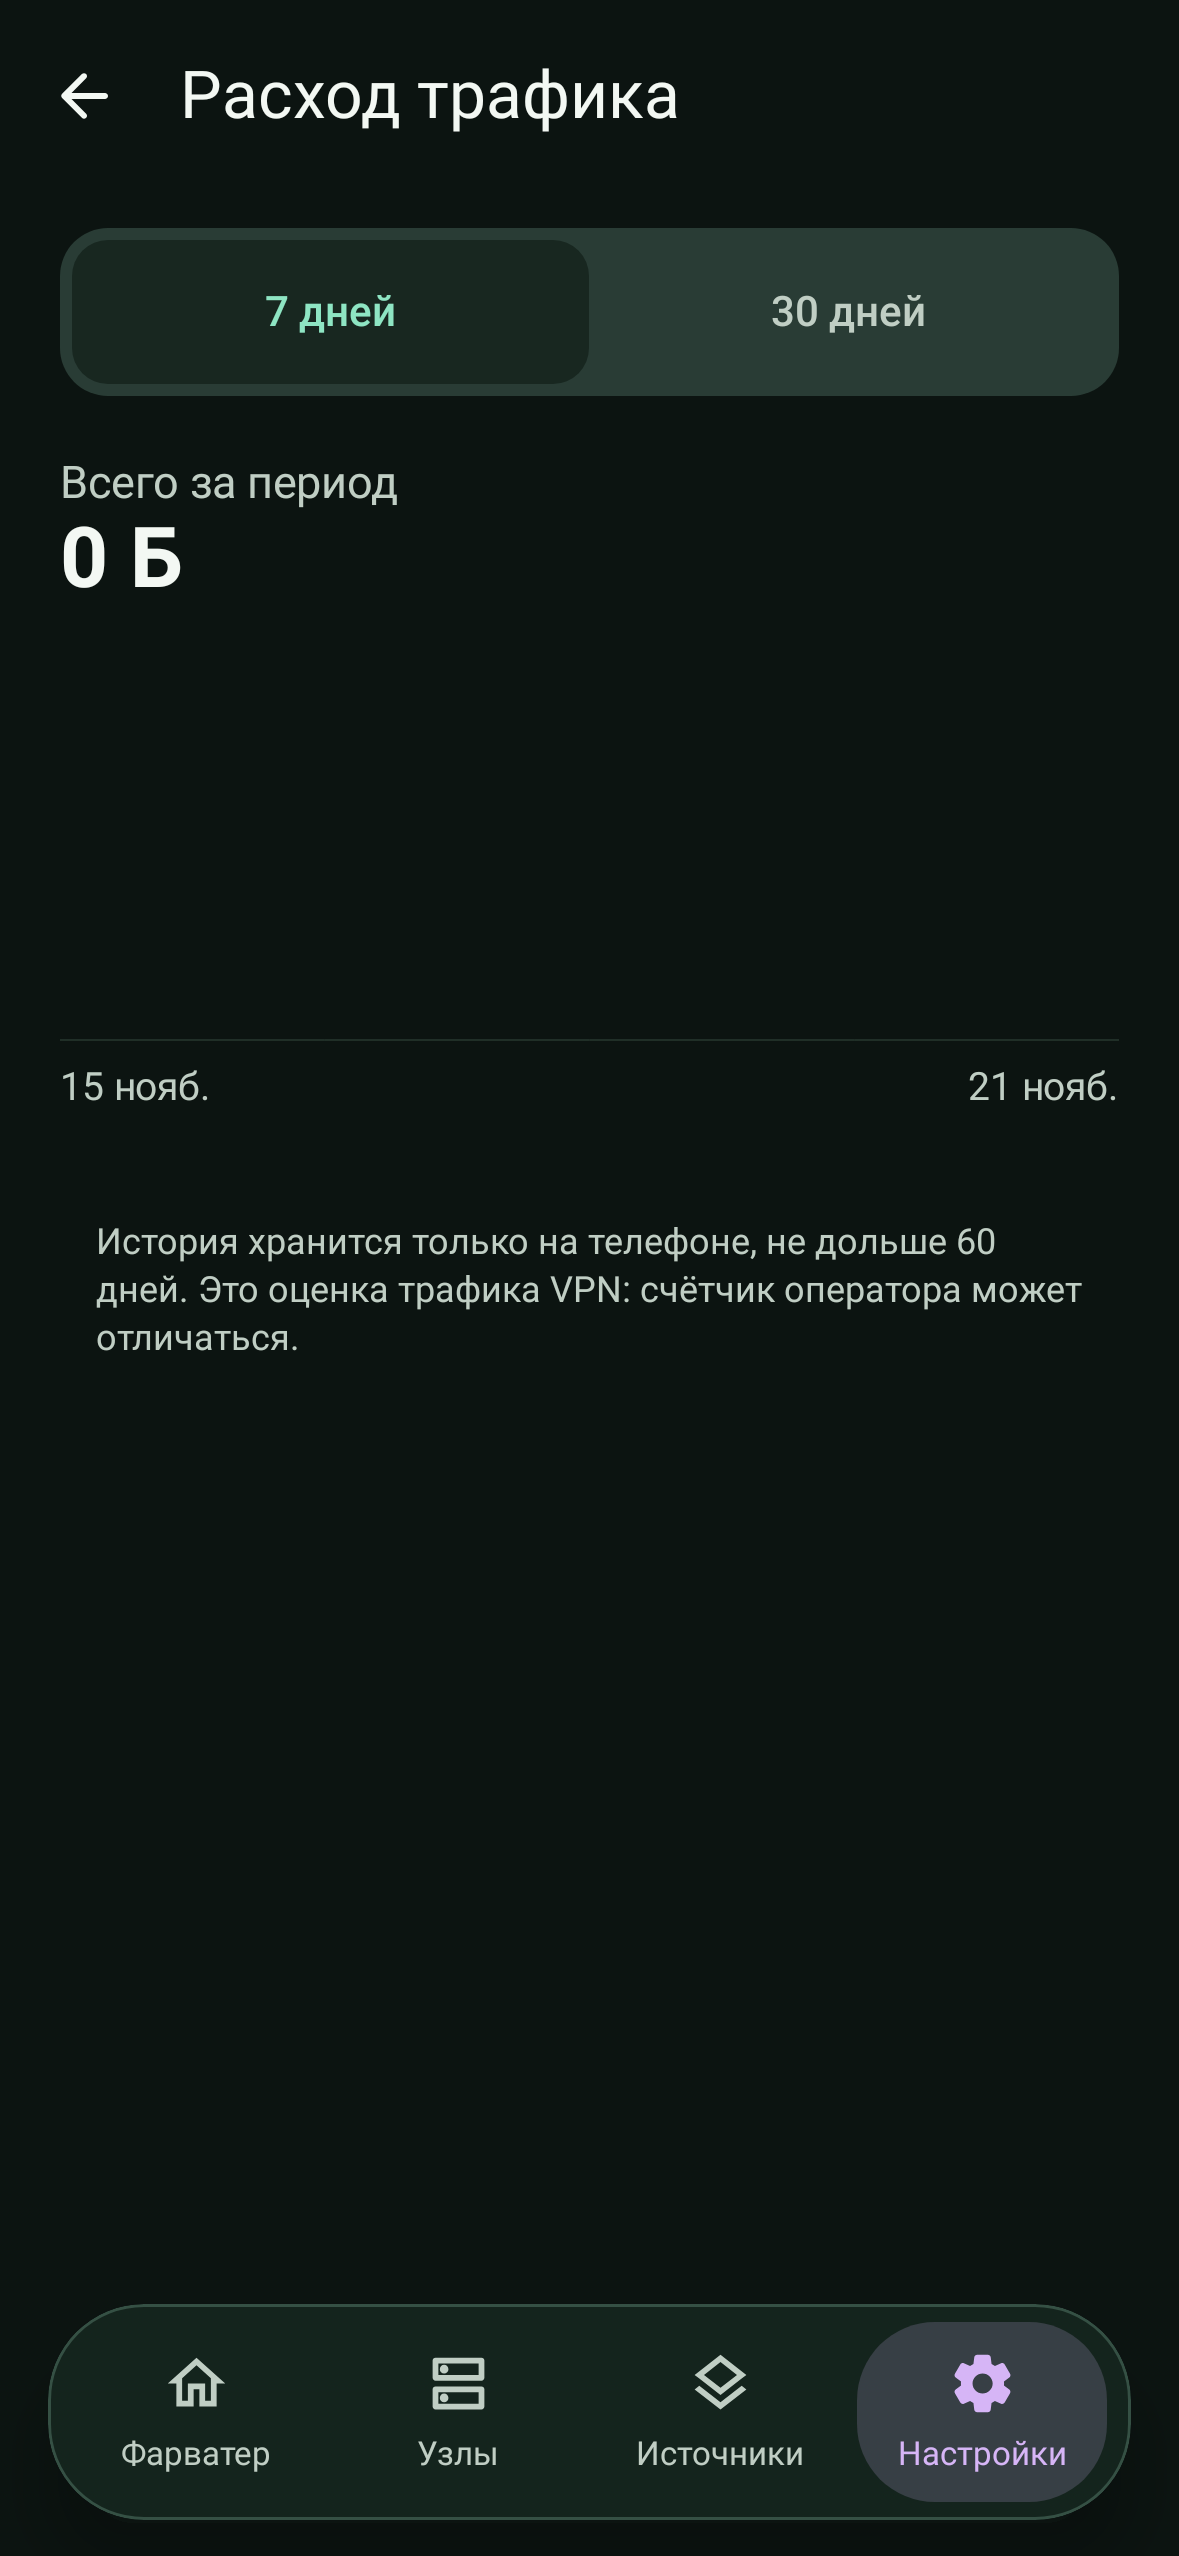 Расход трафика
7 дней
30 дней
Всего за период
0 Б
15 нояб.
21 нояб.
История хранится только на телефоне, не дольше 60
дней. Это оценка трафика VPN: счётчик оператора может
отличаться.
Фарватер
Узлы
Источники
Настройки